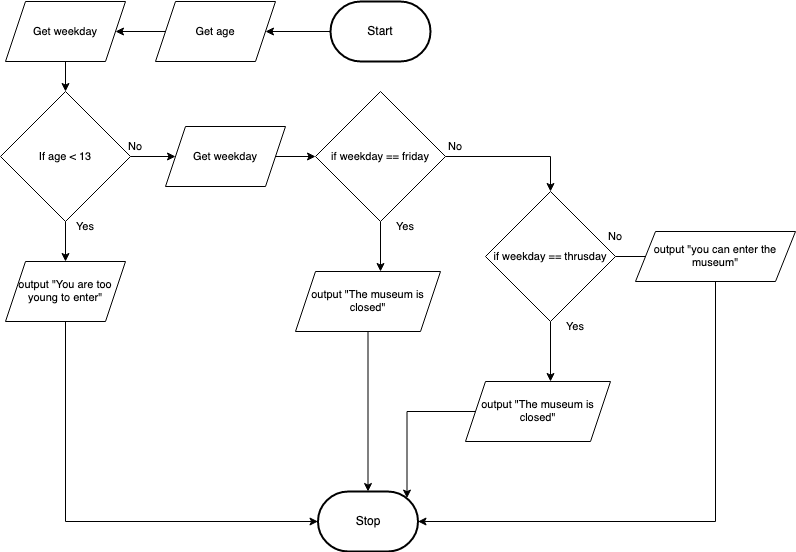 Start
Get age
Get weekday
If age < 13
No
Get weekday
if weekday == friday
No
if weekday == thrusday
No
output "you can enter the
museum"
Yes
output "You are too
young to enter"
Yes
output "The museum is
closed"
Yes
output "The museum is
closed"
Stop